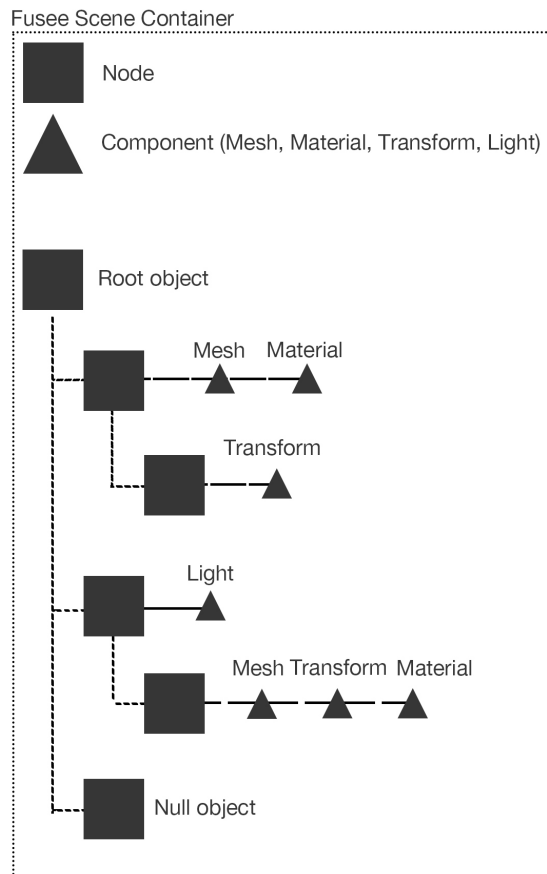 Fusee Scene Container
Node
Component (Mesh, Material, Transform, Light)
Root object
Mesh Material
Transform
Light
Mesh Transform Material
Null object